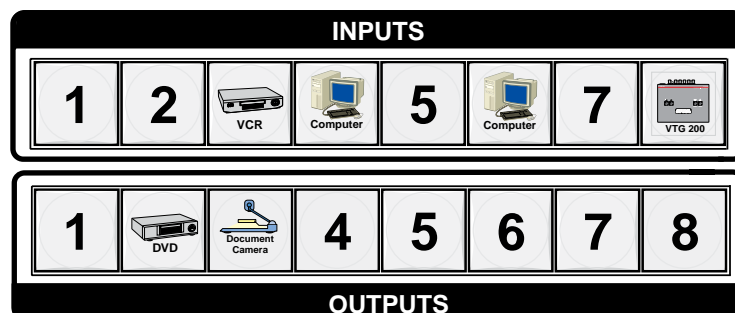 INPUTS
1 2 VCR Computer 5 Computer 7 VTG 200
1 DVD Document Camera 4 5 6 7 8
OUTPUTS